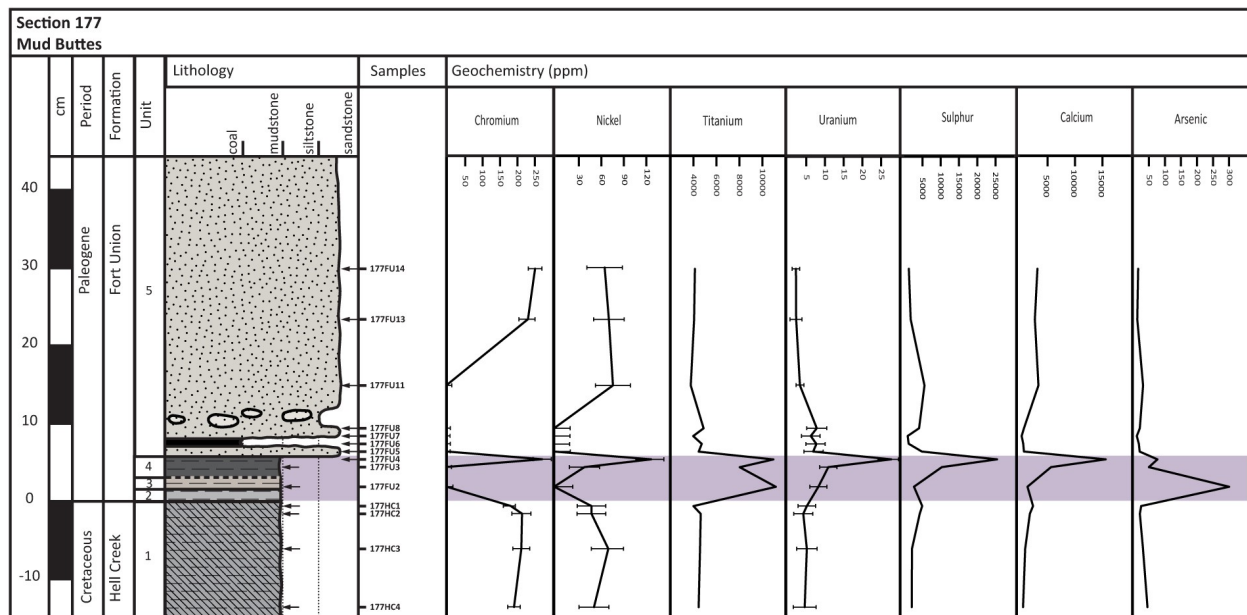 Section 177
Mud Buttes
cm
Period
Formation
Unit
Lithology
coal
mudstone
siltstone
sandstone
Samples
Geochemistry (ppm)
Chromium
Nickel
Titanium
Uranium
Sulphur
Calcium
Arsenic
50 100 150 200 250
30 60 90 120
4000 6000 8000 10000
5 10 15 20 25
5000 10000 15000 20000 25000
5000 10000 15000
50 100 150 200 250 300
40
30
20
10
0
-10
Paleogene
Cretaceous
Fort Union
Hell Creek
5
4
3
2
1
177FU14
177FU13
177FU11
177FU8
177FU7
177FU6
177FU5
177FU4
177FU3
177FU2
177HC1
177HC2
177HC3
177HC4